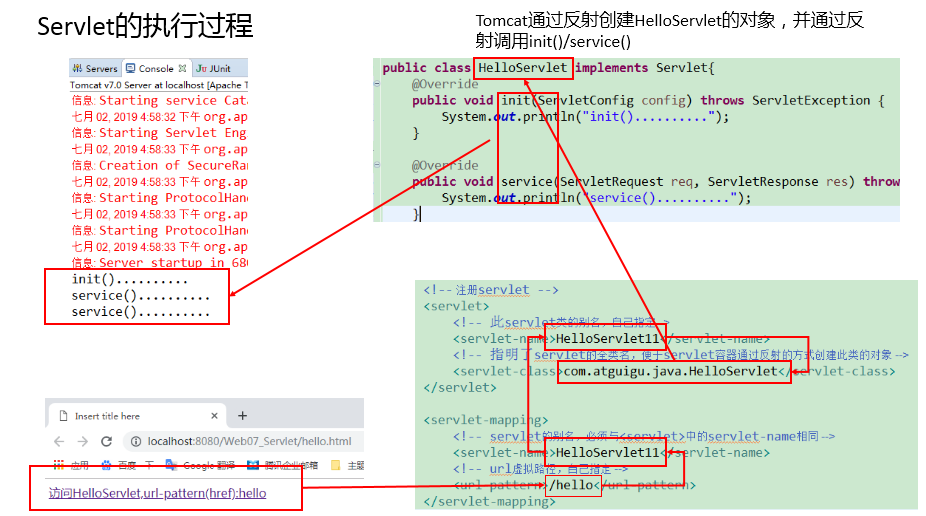 Servlet的执行过程
Tomcat通过反射创建HelloServlet的对象，并通过反
射调用init()/service()
Servers Console JUnit
Tomcat v7.0 Server at localhost [Apache T
信息: Starting service Cata
七月 02, 2019 4:58:32 下午 org.ap
信息: Starting Servlet Eng
七月 02, 2019 4:58:33 下午 org.ap
信息: Creation of SecureRan
七月 02, 2019 4:58:33 下午 org.ap
信息: Starting ProtocolHand
七月 02, 2019 4:58:33 下午 org.ap
信息: Starting ProtocolHand
七月 02, 2019 4:58:33 下午 org.ap
信息: Server startup in 680
init()..........
service()..........
service()..........
public class HelloServlet implements Servlet{
@Override
public void init(ServletConfig config) throws ServletException {
System.out.println("init()..........");
}
@Override
public void service(ServletRequest req, ServletResponse res) throw
System.out.println("service()..........");
}
<!-- 注册servlet -->
<servlet>
<!-- 此servlet类的别名，自己指定->
<servlet-name>HelloServlet11</servlet-name>
<!-- 指明了servlet的全类名，便于servlet容器通过反射的方式创建此类的对象-->
<servlet-class>com.atguigu.java.HelloServlet</servlet-class>
</servlet>
<servlet-mapping>
<!-- servlet的别名，必须与<servlet>中的servlet-name相同-->
<servlet-name>HelloServlet11</servlet-name>
<!-- url虚拟路径，自己指定-->
<url-pattern>/hello</url-pattern>
</servlet-mapping>
Insert title here
localhost:8080/Web07_Servlet/hello.html
应用 百度一下 Google 翻译 腾讯企业邮箱 主题
访问HelloServlet,url-pattern(href):hello